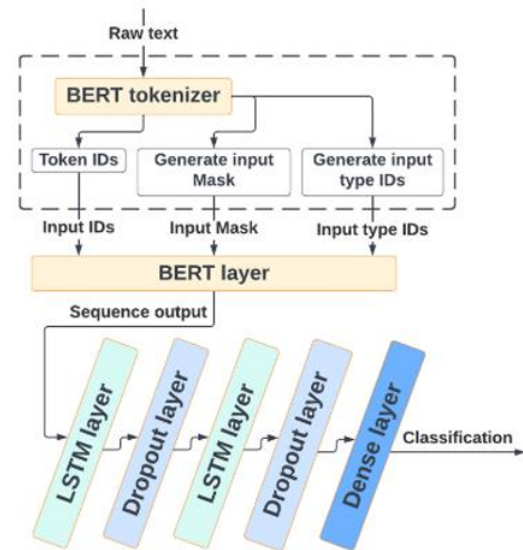 Raw text
BERT tokenizer
Token IDs
Generate input
Mask
Generate input
type IDs
Input IDs
Input Mask
Input type IDs
BERT layer
Sequence output
LSTM layer
Dropout layer
LSTM layer
Dropout layer
Dense layer
Classification